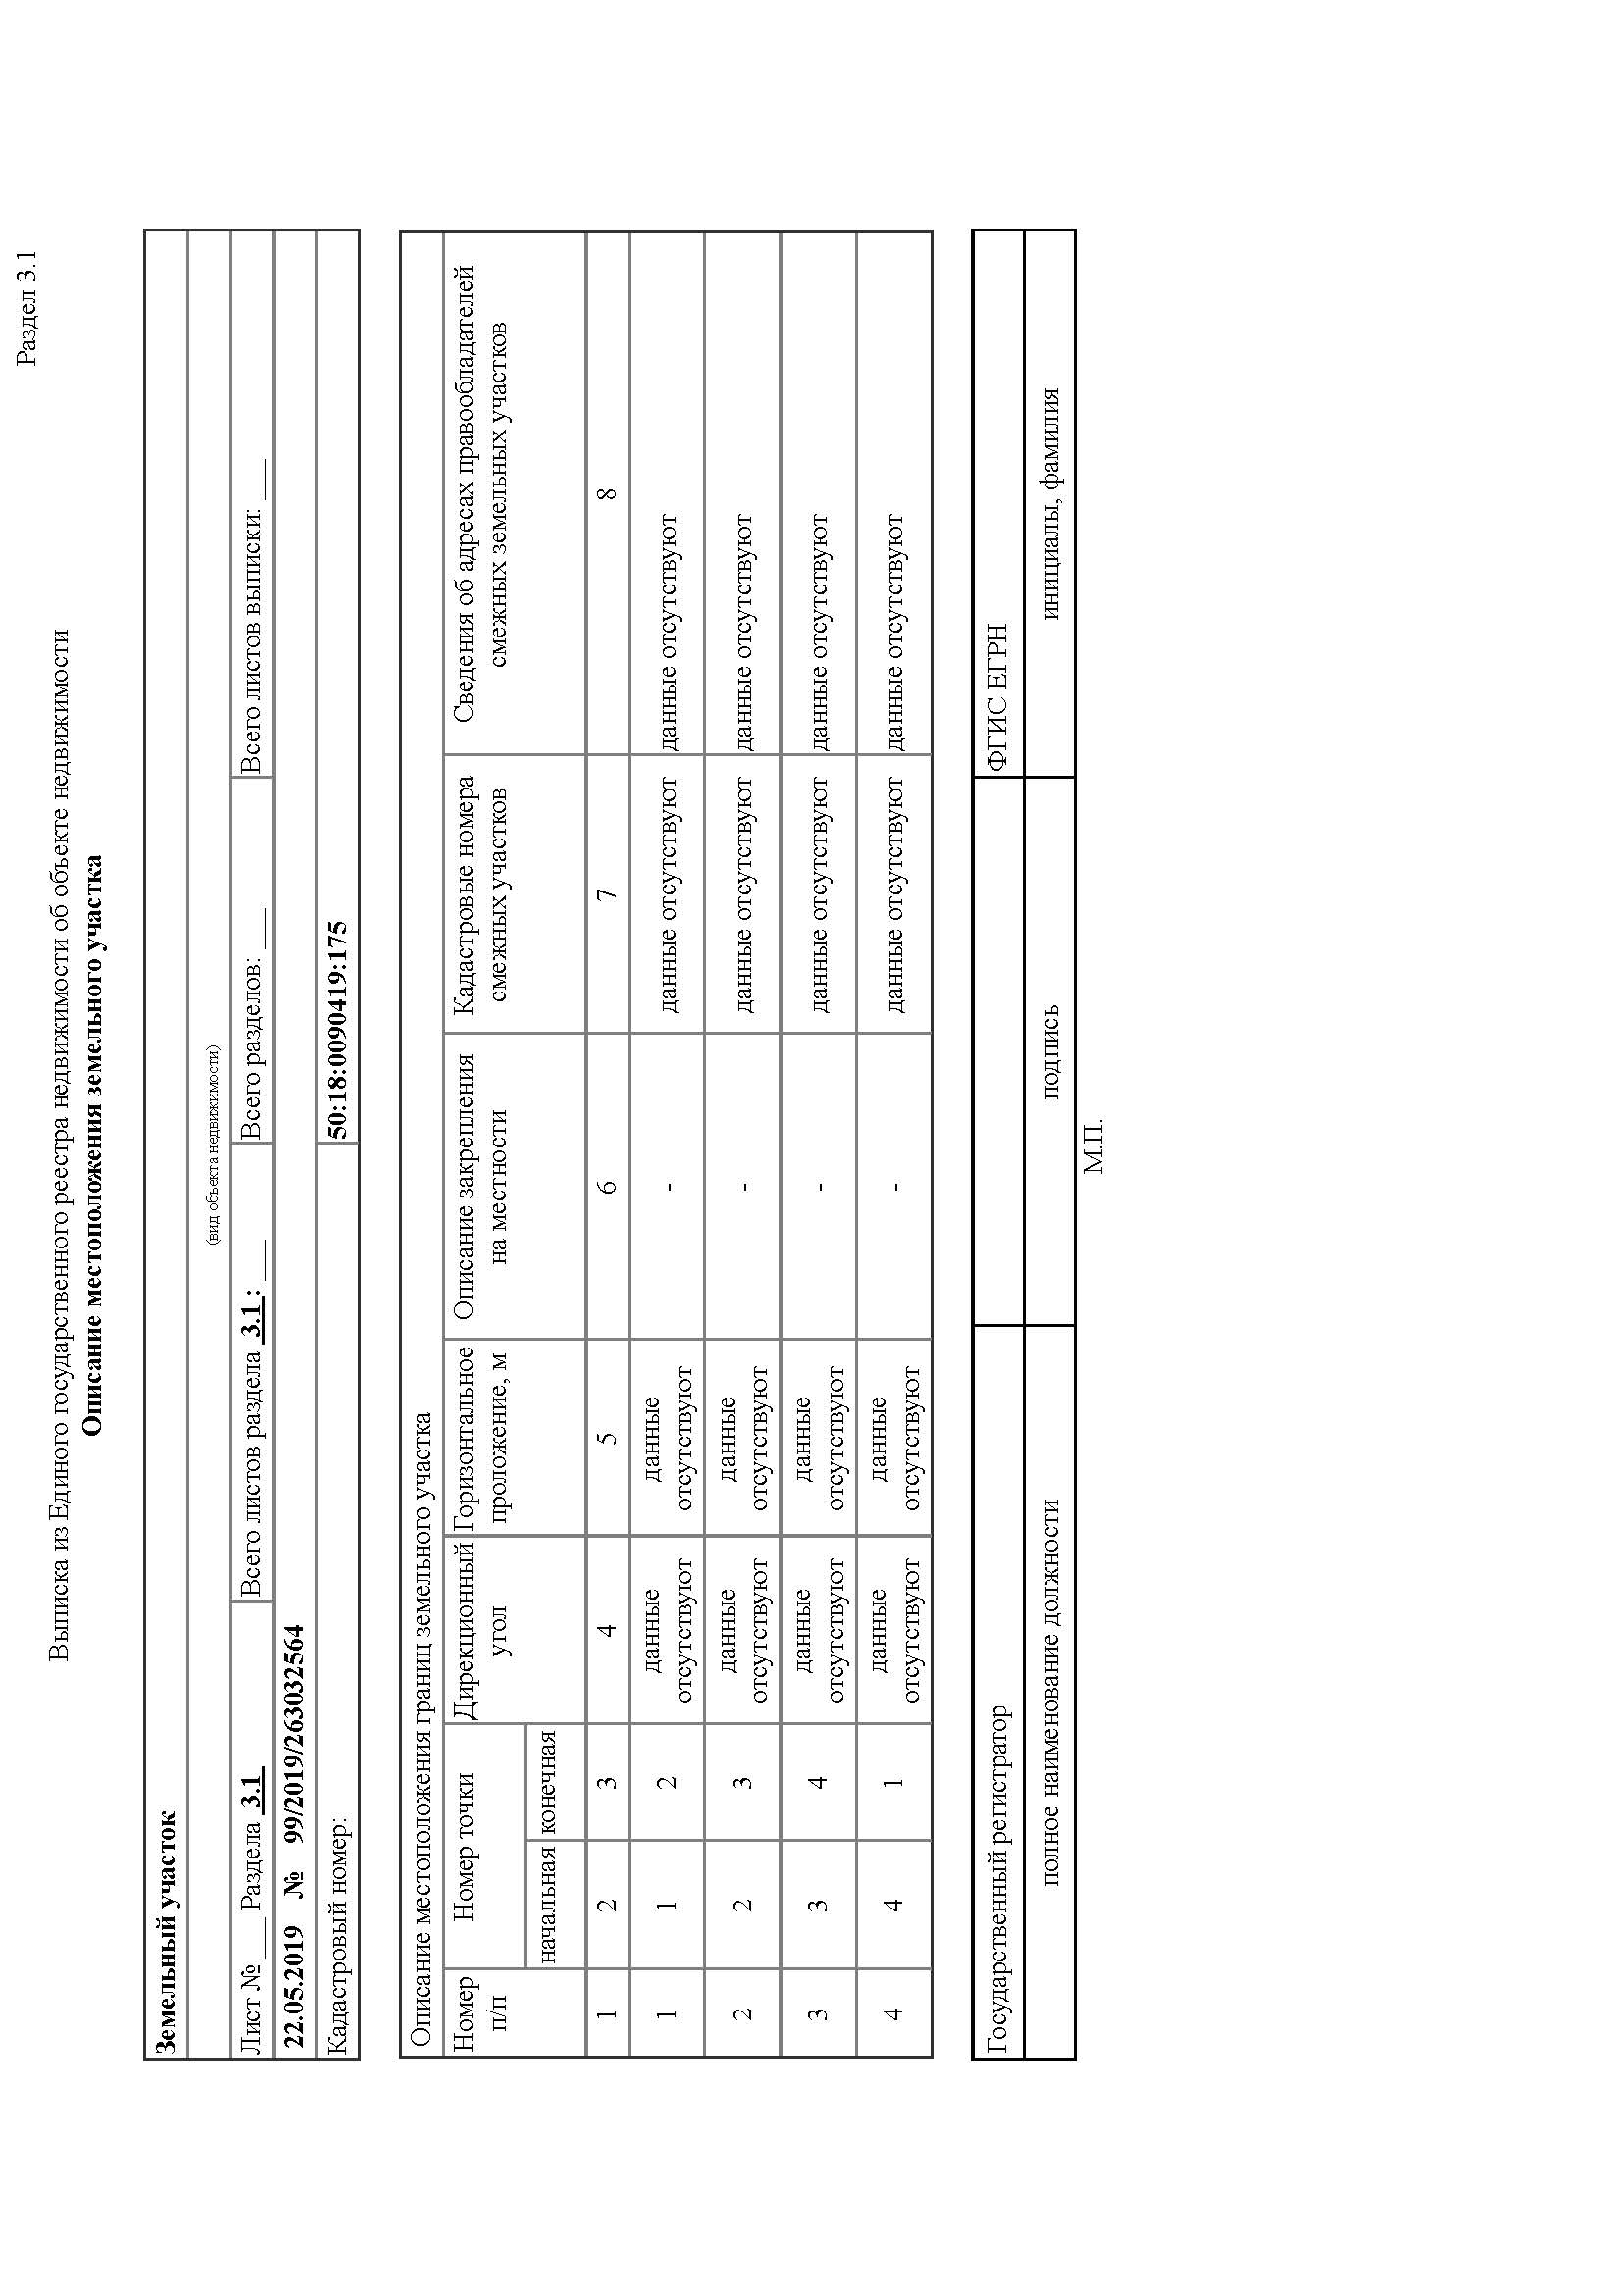 Раздел 3.1
Выписка из Единого государственного реестра недвижимости об объекте недвижимости
Описание местоположения земельного участка
Земельный участок
(вид объекта недвижимости)
Лист № ___ Раздела 3.1 Всего листов раздела 3.1 : ___ Всего разделов: ___ Всего листов выписки: ___
22.05.2019 № 99/2019/263032564
Кадастровый номер: 50:18:0090419:175
Описание местоположения границ земельного участка
Номер п/п
Номер точки
начальная
конечная
Дирекционный угол
Горизонтальное проложение, м
Описание закрепления на местности
Кадастровые номера смежных участков
Сведения об адресах правообладателей смежных земельных участков
1 2 3 4 5 6 7 8
1 1 2 данные отсутствуют данные отсутствуют - данные отсутствуют данные отсутствуют
2 2 3 данные отсутствуют данные отсутствуют - данные отсутствуют данные отсутствуют
3 3 4 данные отсутствуют данные отсутствуют - данные отсутствуют данные отсутствуют
4 4 1 данные отсутствуют данные отсутствуют - данные отсутствуют данные отсутствуют
Государственный регистратор ФГИС ЕГРН
полное наименование должности подпись инициалы, фамилия
М.П.